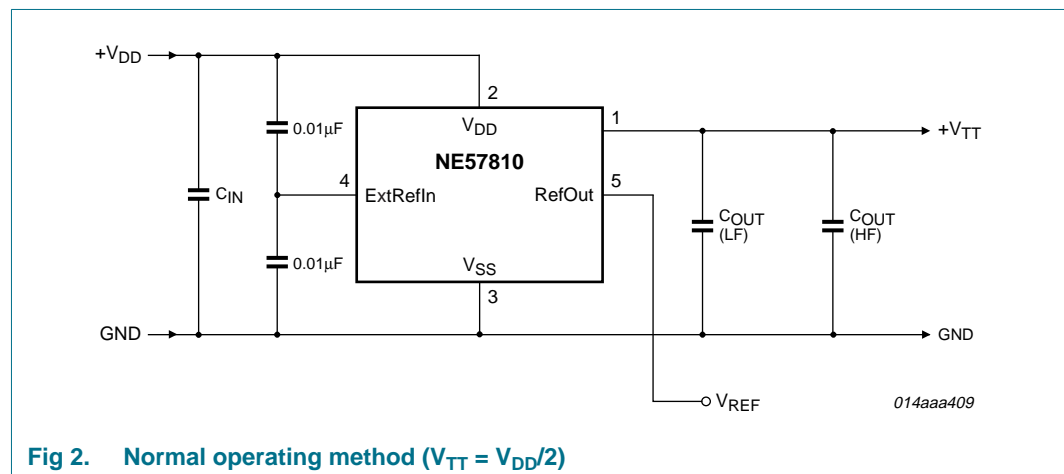 +VDD
2
1
VDD
0.01µF
+VTT
NE57810
4
5
ExtRefIn
RefOut
CIN
COUT
(LF)
COUT
(HF)
0.01µF
VSS
3
GND
GND
VREF
014aaa409
Fig 2. Normal operating method (VTT = VDD/2)